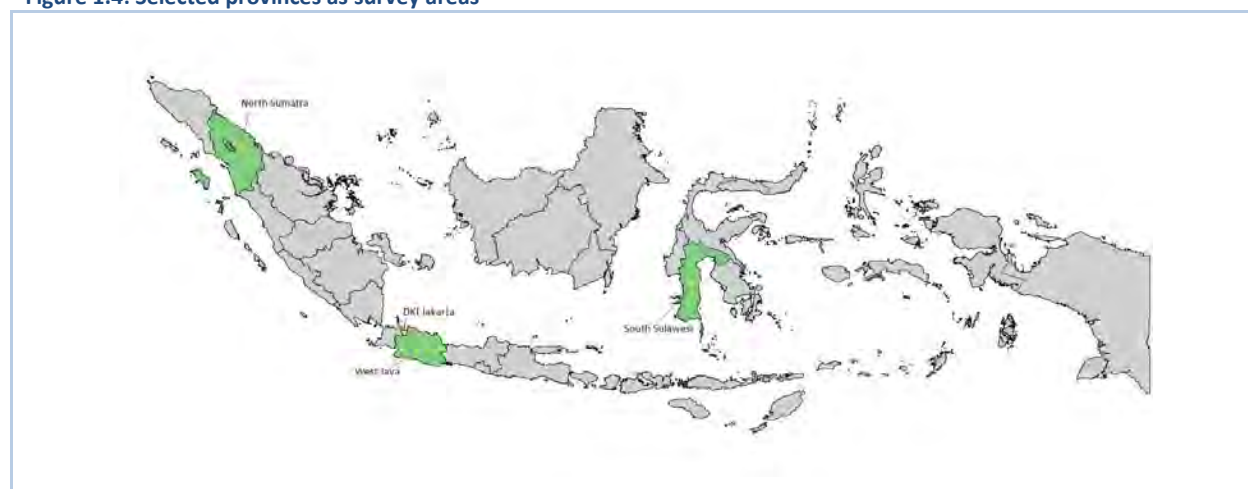 Figure 1.4. Selected provinces as survey areas
North Sumatra
DKI Jakarta
West Java
South Sulawesi